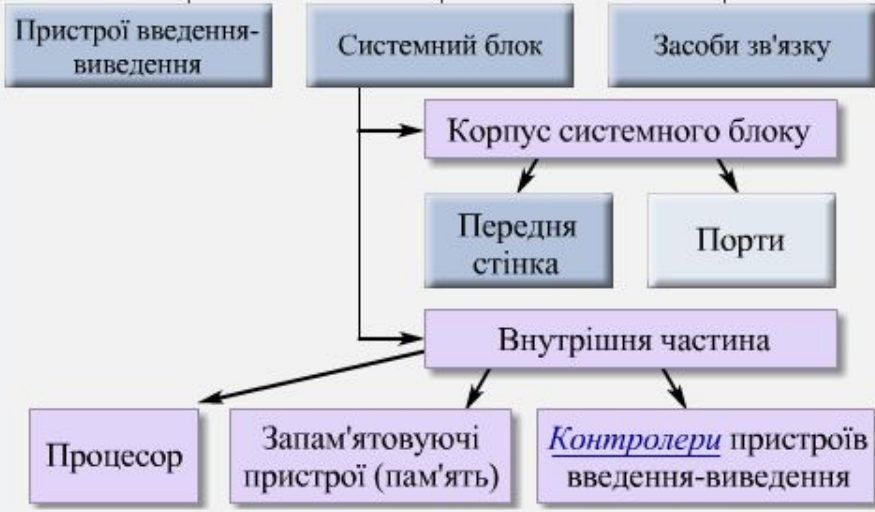 Пристрої введення-
виведення
Системний блок
Засоби зв'язку
Корпус системного блоку
Передня
стінка
Порти
Внутрішня частина
Процесор
Запам'ятовуючі
пристрої (пам'ять)
Контролери пристроїв
введення-виведення